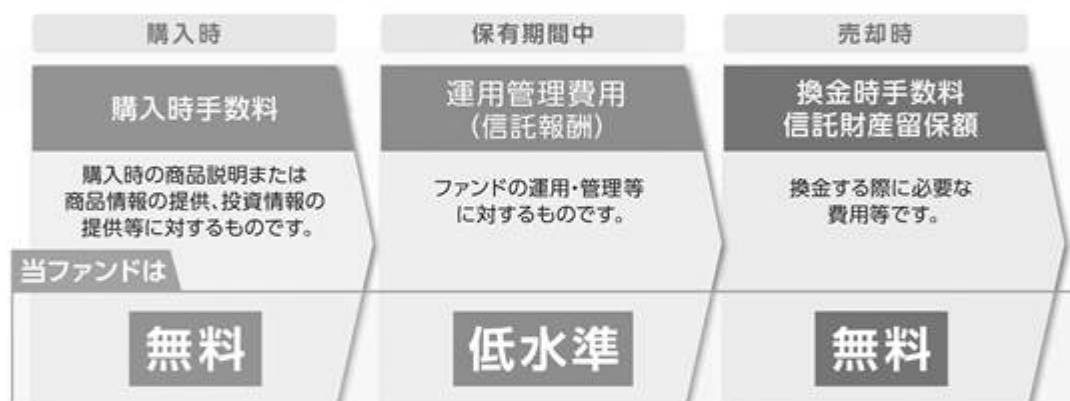 購入時
保有期間中
売却時
購入時手数料
運用管理費用
(信託報酬)
換金時手数料
信託財産留保額
購入時の商品説明または
商品情報の提供、投資情報の
提供等に対するものです。
ファンドの運用・管理等
に対するものです。
換金する際に必要な
費用等です。
当ファンドは
無料
低水準
無料